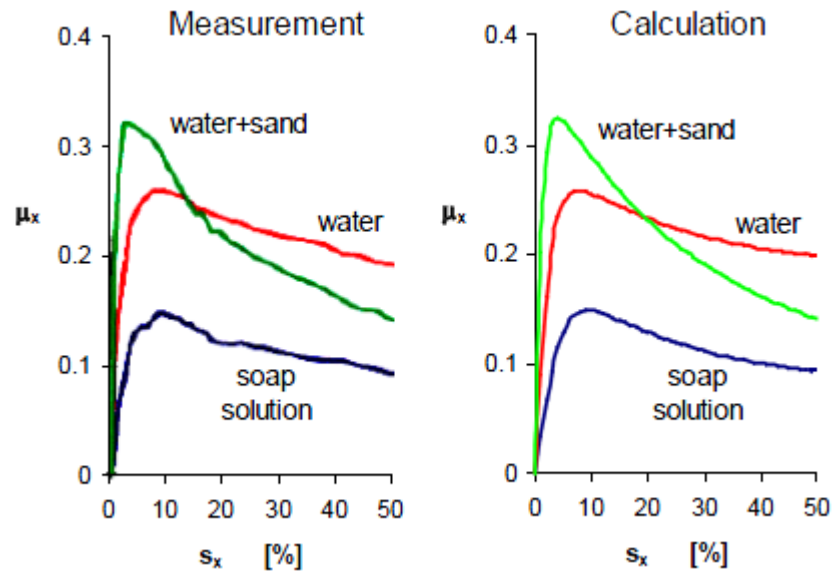 Measurement
0.4
0.3
0.2
0.1
0
μx
water+sand
water
soap
solution
0 10 20 30 40 50
sx [%]
Calculation
0.4
0.3
0.2
0.1
0
μx
water+sand
water
soap
solution
0 10 20 30 40 50
sx [%]